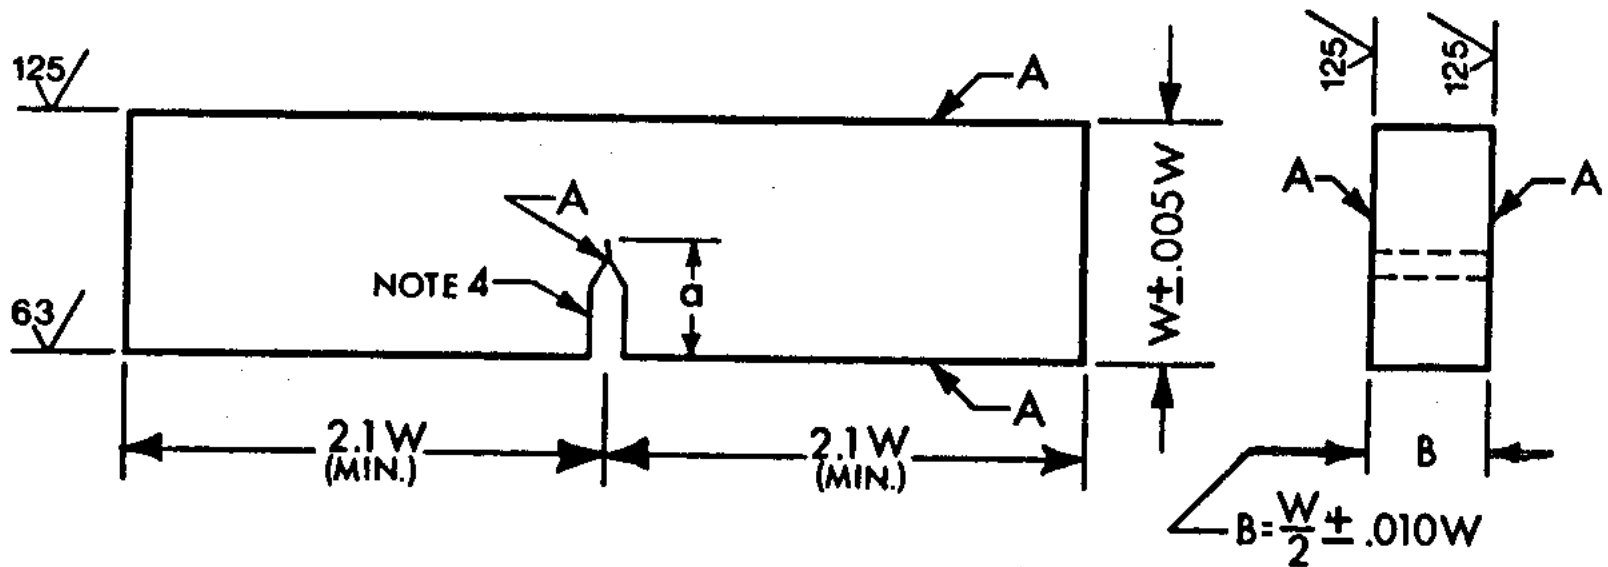 125
125
125
A
W±.005W
A
A
A
NOTE 4
a
63
A
2.1W
(MIN.)
2.1W
(MIN.)
B
B=W/2 ± .010W